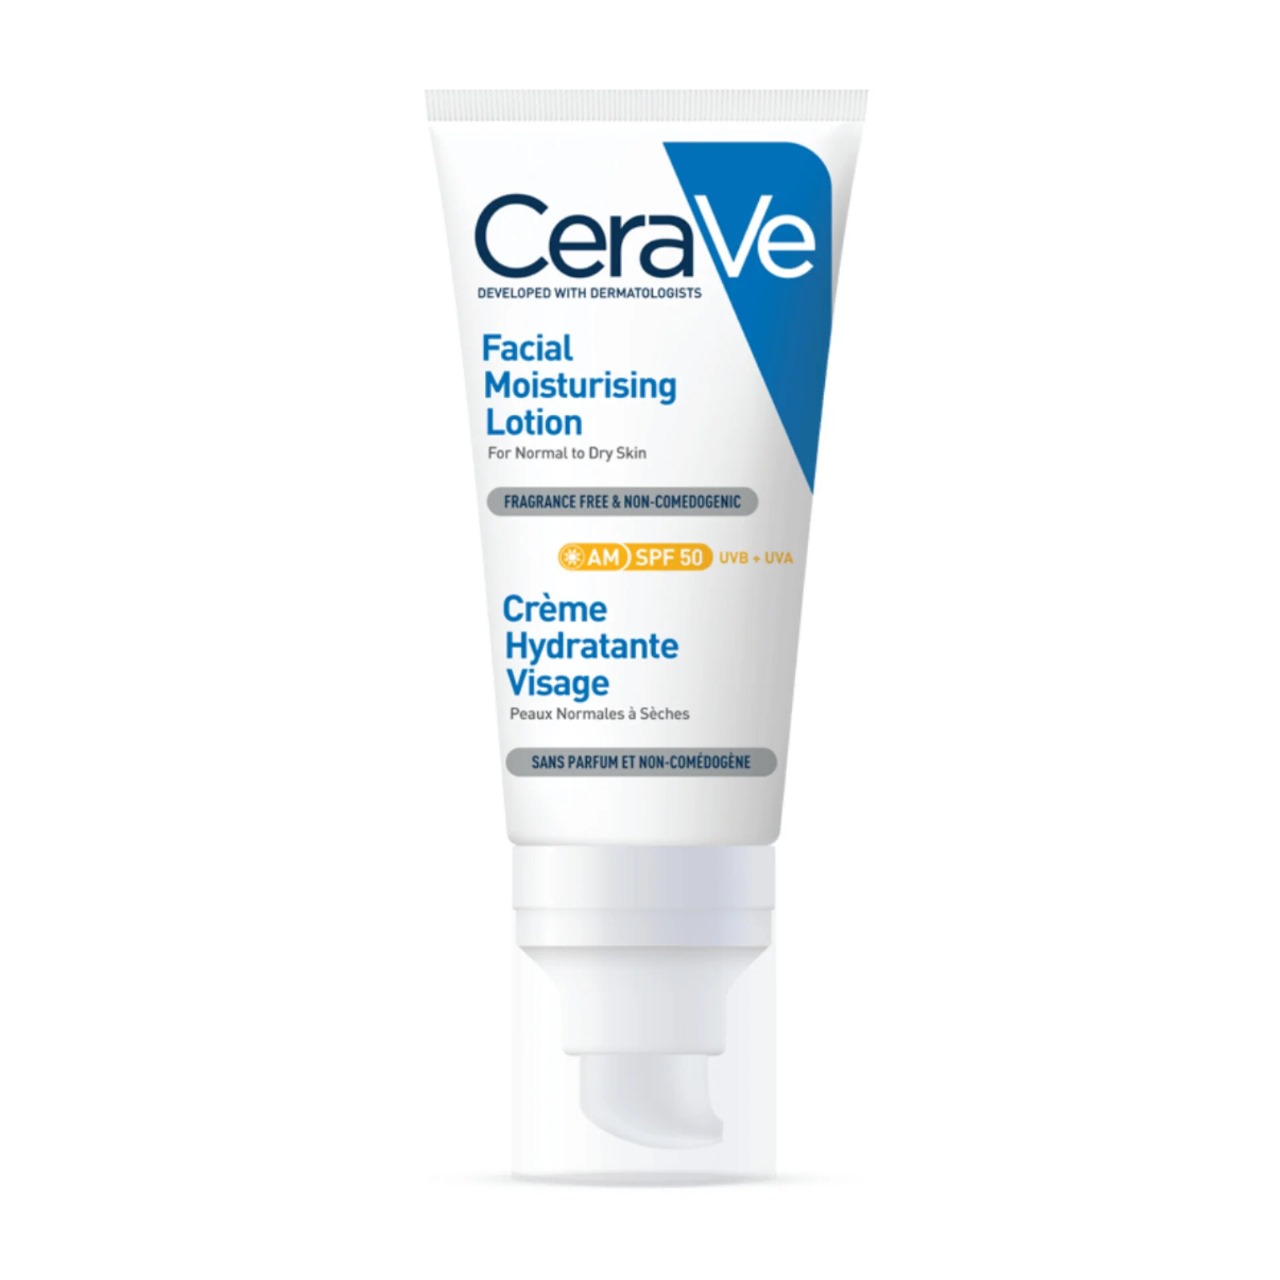 CeraVe
DEVELOPED WITH DERMATOLOGISTS
Facial
Moisturising
Lotion
For Normal to Dry Skin
FRAGRANCE FREE & NON-COMEDOGENIC
AM SPF 50 UVB + UVA
Crème
Hydratante
Visage
Peaux Normales à Sèches
SANS PARFUM ET NON-COMÉDOGÈNE